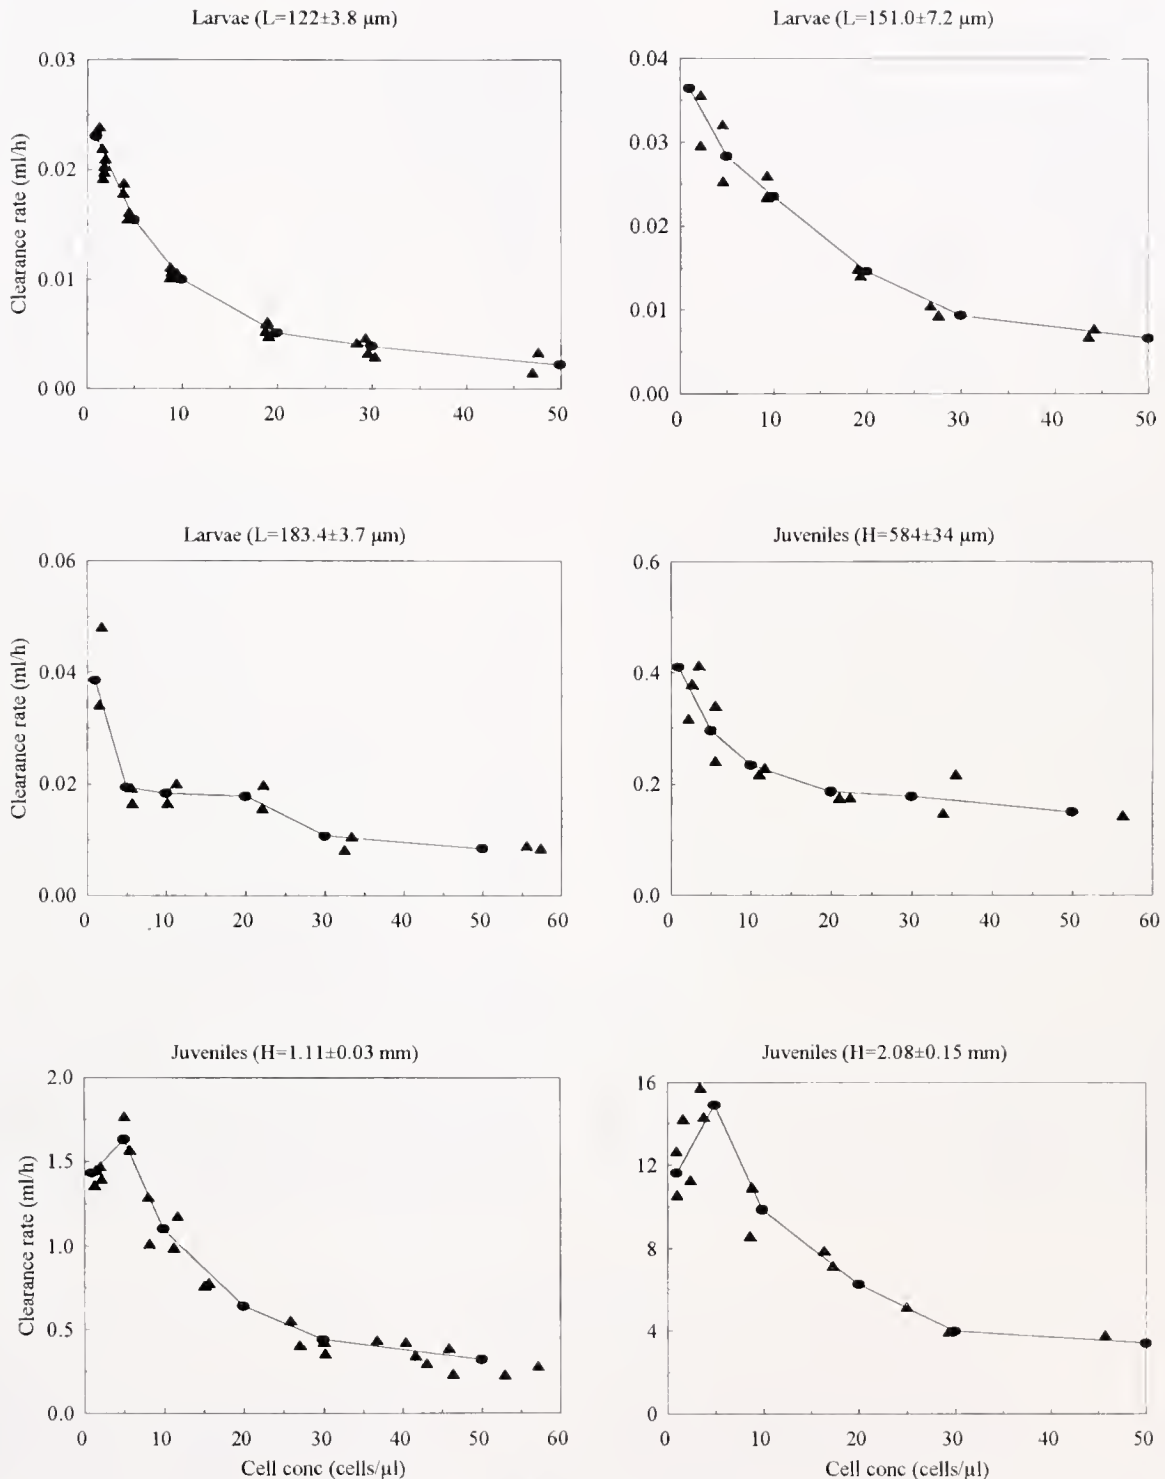 Larvae (L=122±3.8 µm)
Larvae (L=151.0±7.2 µm)
0.03
0.02
0.01
0.00
Clearance rate (ml/h)
0 10 20 30 40 50
0.04
0.03
0.02
0.01
0.00
0 10 20 30 40 50
Larvae (L=183.4±3.7 µm)
Juveniles (H=584±34 µm)
0.06
0.04
0.02
0.00
Clearance rate (ml/h)
0 10 20 30 40 50 60
0.6
0.4
0.2
0.0
0 10 20 30 40 50 60
Juveniles (H=1.11±0.03 mm)
Juveniles (H=2.08±0.15 mm)
2.0
1.5
1.0
0.5
0.0
Clearance rate (ml/h)
0 10 20 30 40 50 60
Cell conc (cells/µl)
16
12
8
4
0
0 10 20 30 40 50
Cell conc (cells/µl)